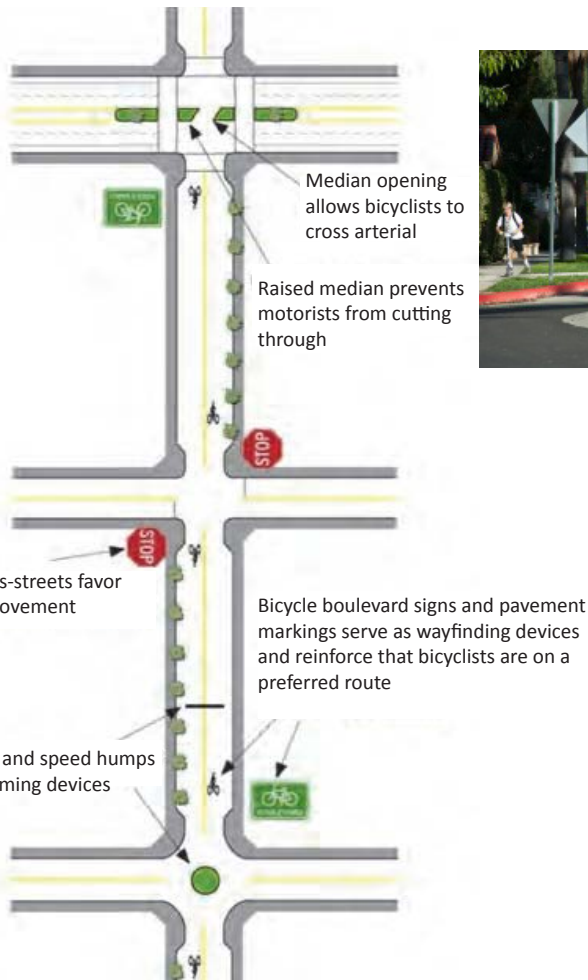 Median opening
allows bicyclists to
cross arterial
Raised median prevents
motorists from cutting
through
STOP
STOP
s-streets favor
ovement
Bicycle boulevard signs and pavement
markings serve as wayfinding devices
and reinforce that bicyclists are on a
preferred route
and speed humps
ming devices